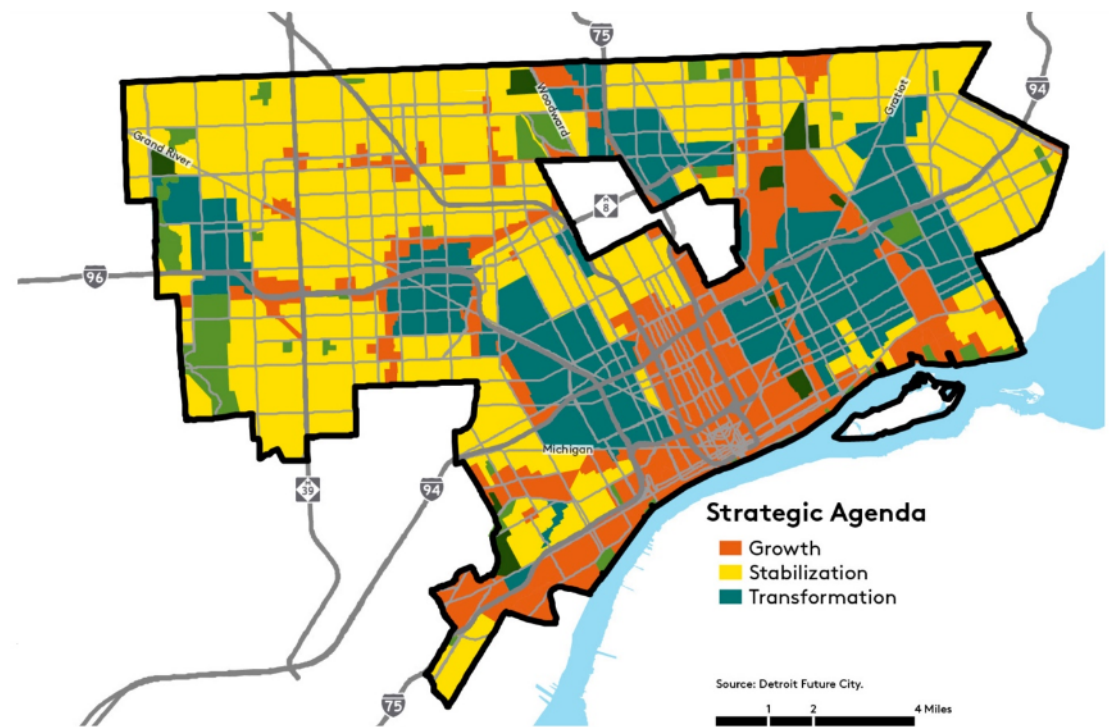 75
Woodward
Gratiot
94
Grand River
8
96
Michigan
39
94
Strategic Agenda
Growth
Stabilization
Transformation
75
Source: Detroit Future City.
1 2 4 Miles